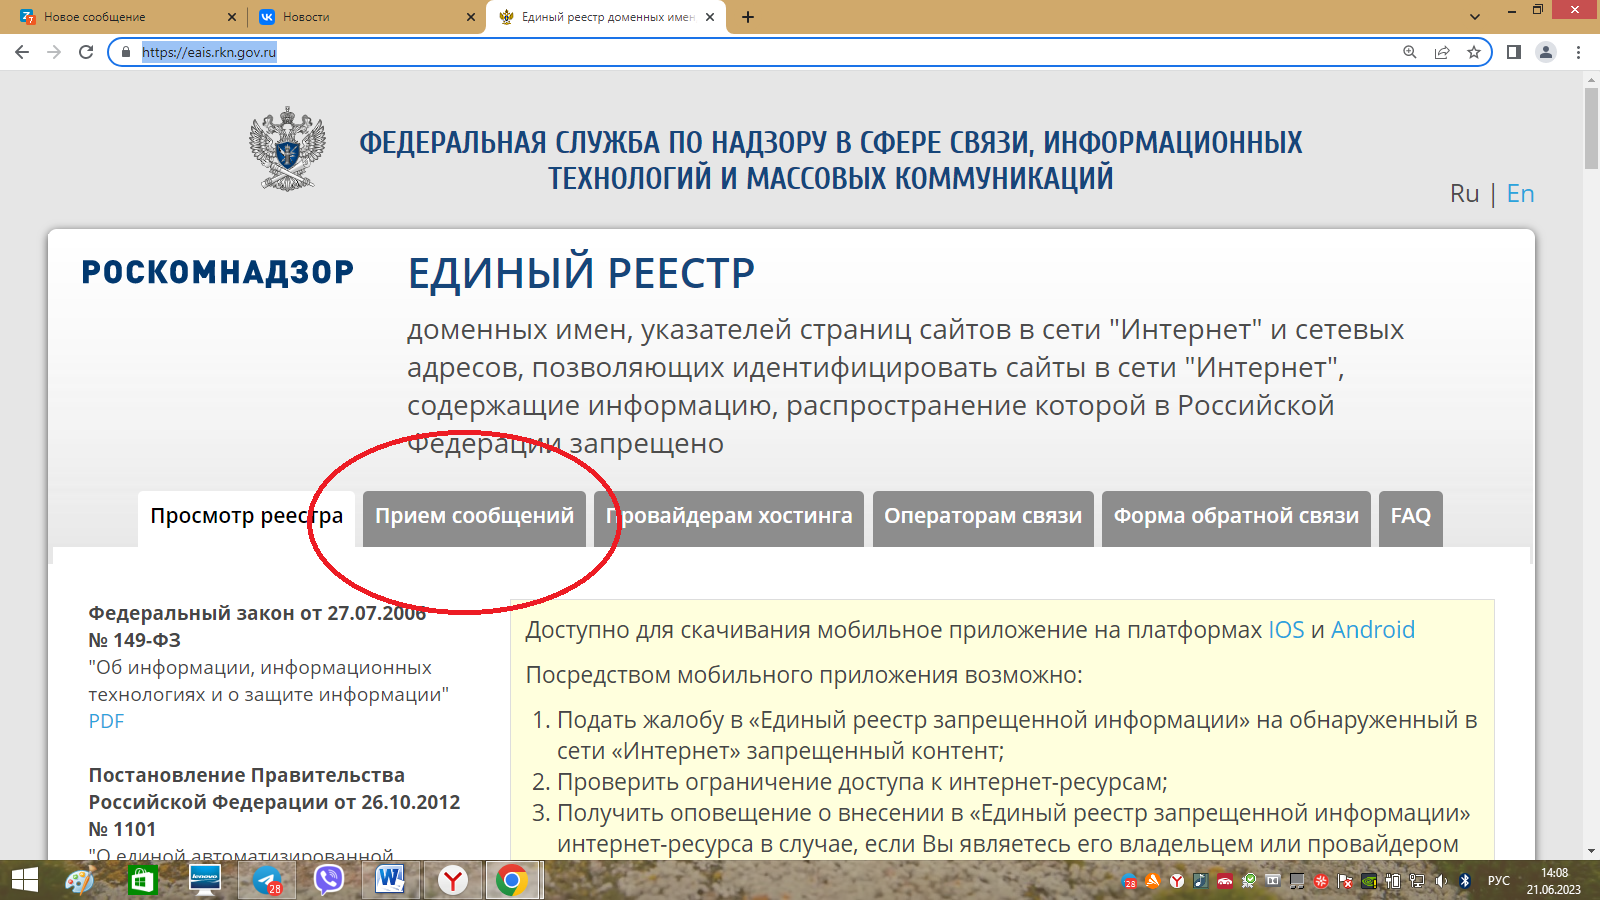 Новое сообщение
Новости
Единый реестр доменных имен
https://eais.rkn.gov.ru
ФЕДЕРАЛЬНАЯ СЛУЖБА ПО НАДЗОРУ В СФЕРЕ СВЯЗИ, ИНФОРМАЦИОННЫХ
ТЕХНОЛОГИЙ И МАССОВЫХ КОММУНИКАЦИЙ
Ru | En
РОСКОМНАДЗОР
ЕДИНЫЙ РЕЕСТР
доменных имен, указателей страниц сайтов в сети "Интернет" и сетевых
адресов, позволяющих идентифицировать сайты в сети "Интернет",
содержащие информацию, распространение которой в Российской
Федерации запрещено
Просмотр реестра
Прием сообщений
Провайдерам хостинга
Операторам связи
Форма обратной связи
FAQ
Федеральный закон от 27.07.2006
№ 149-ФЗ
"Об информации, информационных
технологиях и о защите информации"
PDF
Постановление Правительства
Российской Федерации от 26.10.2012
№ 1101
"О единой автоматизированной
Доступно для скачивания мобильное приложение на платформах IOS и Android
Посредством мобильного приложения возможно:
1. Подать жалобу в «Единый реестр запрещенной информации» на обнаруженный в
сети «Интернет» запрещенный контент;
2. Проверить ограничение доступа к интернет-ресурсам;
3. Получить оповещение о внесении в «Единый реестр запрещенной информации»
интернет-ресурса в случае, если Вы являетесь его владельцем или провайдером
lenovo
28
28
РУС
14:08
21.06.2023